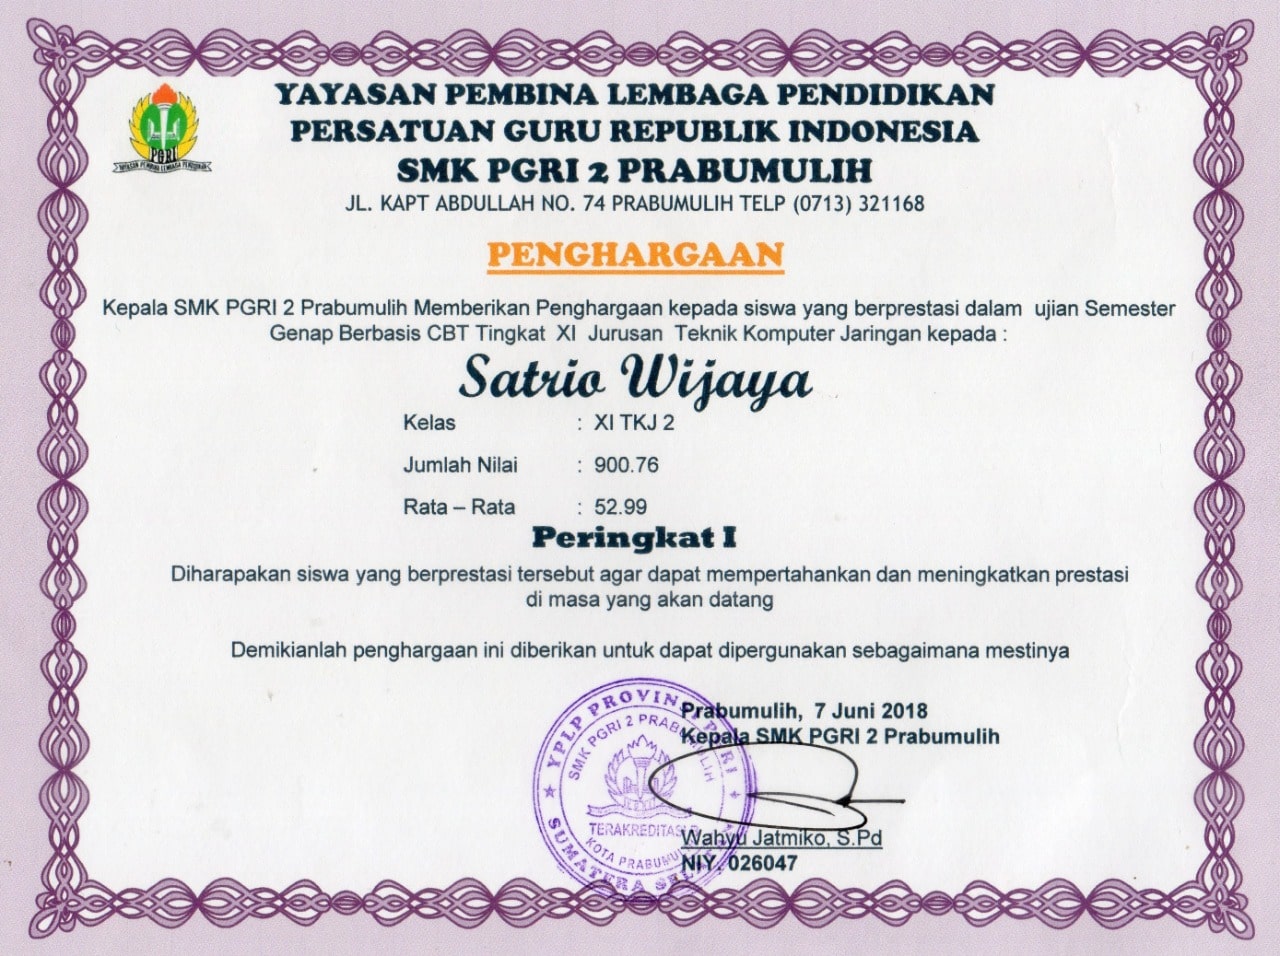 YAYASAN PEMBINA LEMBAGA PENDIDIKAN
PERSATUAN GURU REPUBLIK INDONESIA
SMK PGRI 2 PRABUMULIH
JL. KAPT ABDULLAH NO. 74 PRABUMULIH TELP (0713) 321168
PGRI
YAYASAN PEMBINA LEMBAGA PENDIDIKAN
PENGHARGAAN
Kepala SMK PGRI 2 Prabumulih Memberikan Penghargaan kepada siswa yang berprestasi dalam ujian Semester
Genap Berbasis CBT Tingkat XI Jurusan Teknik Komputer Jaringan kepada :
Satrio Wijaya
Kelas : XI TKJ 2
Jumlah Nilai : 900.76
Rata – Rata : 52.99
Peringkat I
Diharapakan siswa yang berprestasi tersebut agar dapat mempertahankan dan meningkatkan prestasi
di masa yang akan datang
Demikianlah penghargaan ini diberikan untuk dapat dipergunakan sebagaimana mestinya
Prabumulih, 7 Juni 2018
Kepala SMK PGRI 2 Prabumulih
YPLP PROVINSI PGRI
SMK PGRI 2 PRABUMULIH
TERAKREDITASI
KOTA PRABUMULIH
SUMATERA
Wahyu Jatmiko, S.Pd
NIY. 026047